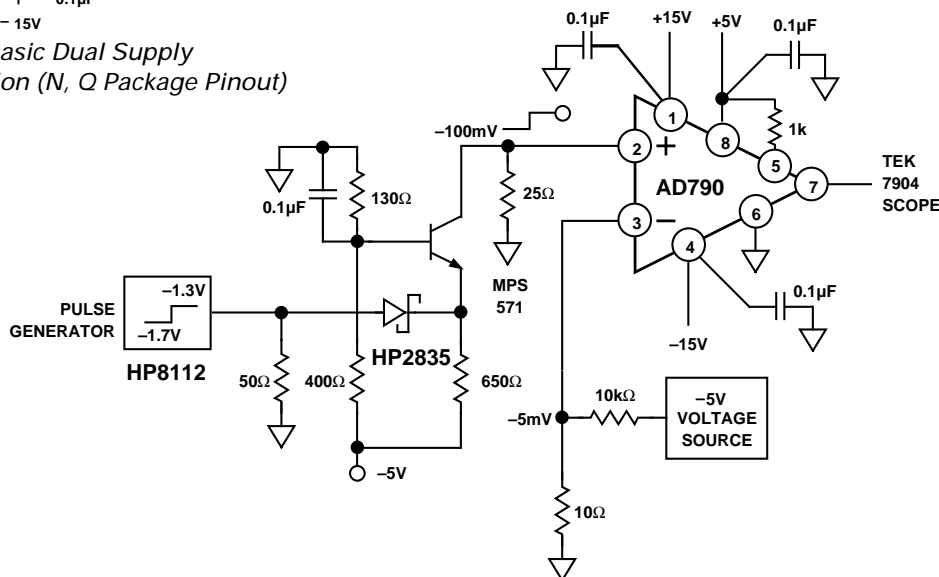 0.1µF
– 15V
asic Dual Supply
ion (N, Q Package Pinout)
0.1µF
+15V
+5V
0.1µF
–100mV
1
8
1k
5
2
+
AD790
7
TEK
7904
SCOPE
0.1µF
130Ω
25Ω
3
–
6
4
MPS
571
0.1µF
–15V
PULSE
GENERATOR
–1.3V
–1.7V
HP8112
HP2835
50Ω
400Ω
650Ω
–5V
–5mV
10kΩ
–5V
VOLTAGE
SOURCE
10Ω